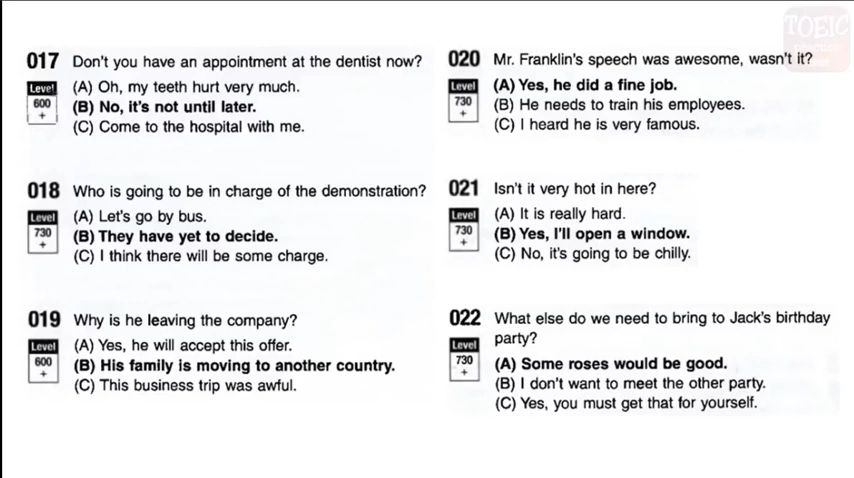 TOEIC
017 Don't you have an appointment at the dentist now?
Level
600
+
(A) Oh, my teeth hurt very much.
(B) No, it's not until later.
(C) Come to the hospital with me.
018 Who is going to be in charge of the demonstration?
Level
730
+
(A) Let's go by bus.
(B) They have yet to decide.
(C) I think there will be some charge.
019 Why is he leaving the company?
Level
600
+
(A) Yes, he will accept this offer.
(B) His family is moving to another country.
(C) This business trip was awful.
020 Mr. Franklin's speech was awesome, wasn't it?
Level
730
+
(A) Yes, he did a fine job.
(B) He needs to train his employees.
(C) I heard he is very famous.
021 Isn't it very hot in here?
Level
730
+
(A) It is really hard.
(B) Yes, I'll open a window.
(C) No, it's going to be chilly.
022 What else do we need to bring to Jack's birthday
party?
Level
730
+
(A) Some roses would be good.
(B) I don't want to meet the other party.
(C) Yes, you must get that for yourself.